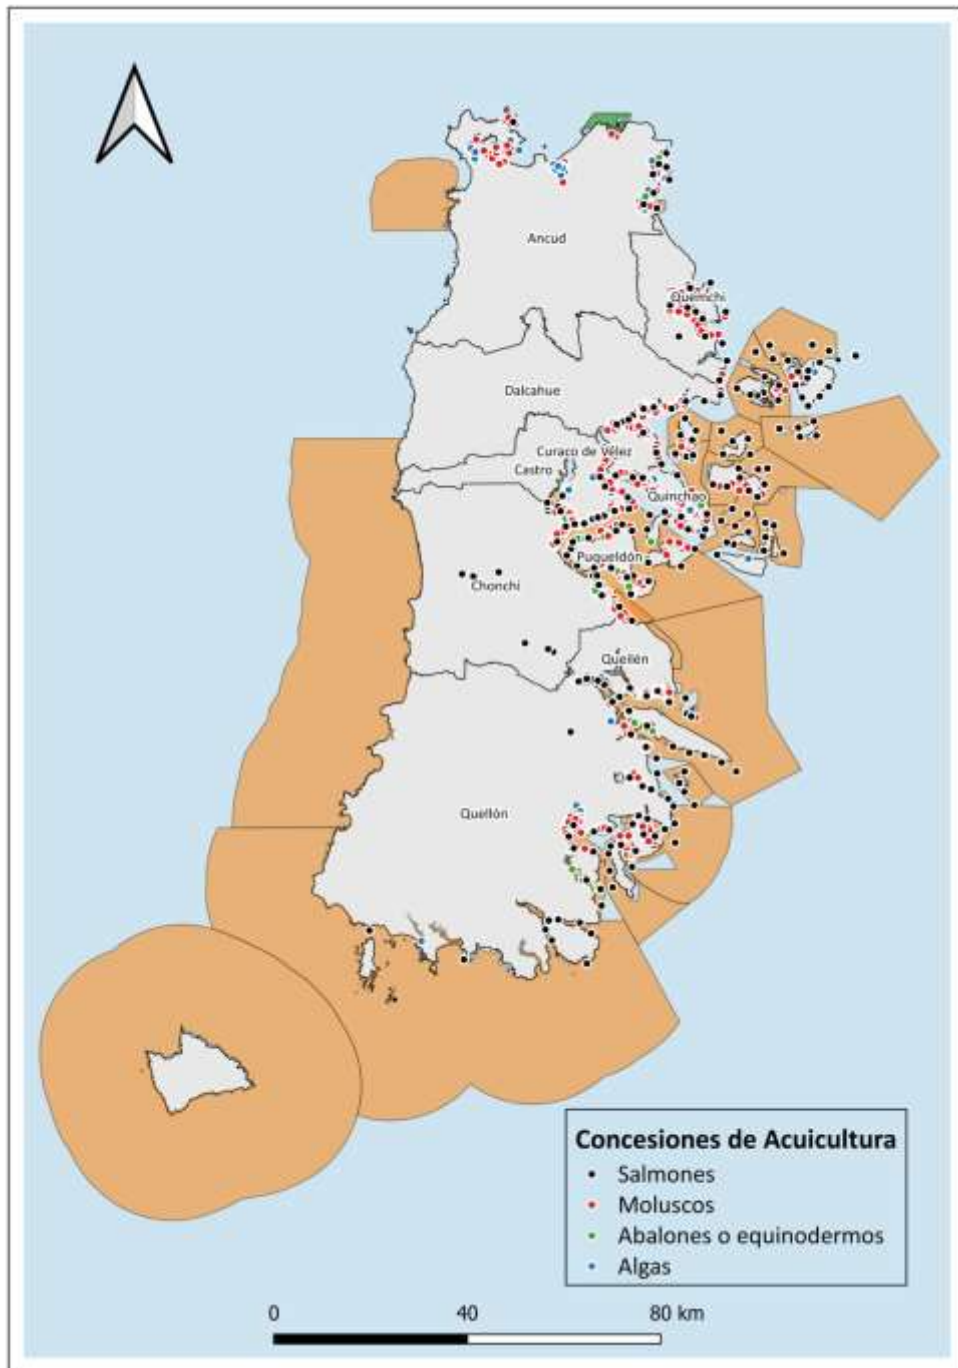 Ancud
Quemchi
Dalcahue
Curaco de Vélez
Castro
Quinchao
Puqueldón
Chonchi
Queilén
Quellón
Concesiones de Acuicultura
Salmones
Moluscos
Abalones o equinodermos
Algas
0 40 80 km